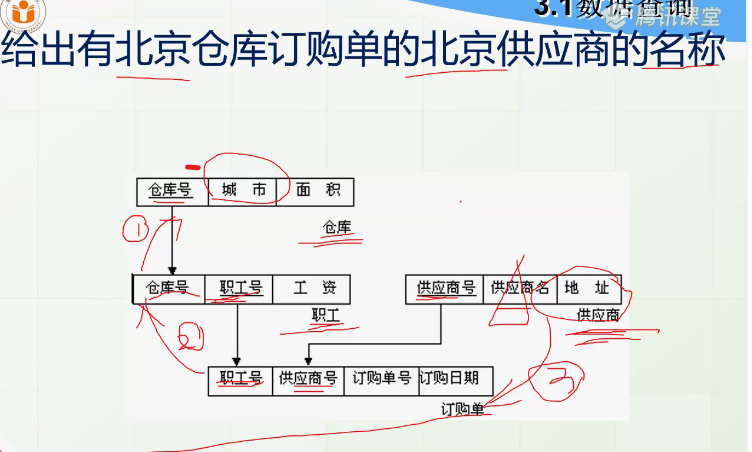 3.1数据查询
腾讯课堂
给出有北京仓库订购单的北京供应商的名称
仓库号 城 市 面 积
仓库
①
仓库号 职工号 工 资
供应商号 供应商名 地 址
职工
供应商
②
职工号 供应商号 订购单号 订购日期
③
订购单